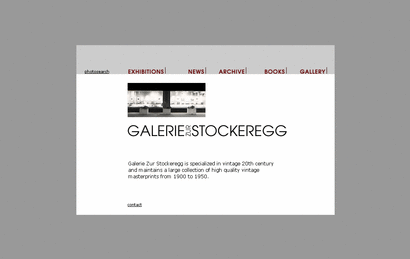 photosearch EXHIBITIONS NEWS ARCHIVE BOOKS GALLERY
GALERIE ZUR STOCKEREGG
Galerie Zur Stockeregg is specialized in vintage 20th century
and maintains a large collection of high quality vintage
masterprints from 1900 to 1950.
contact